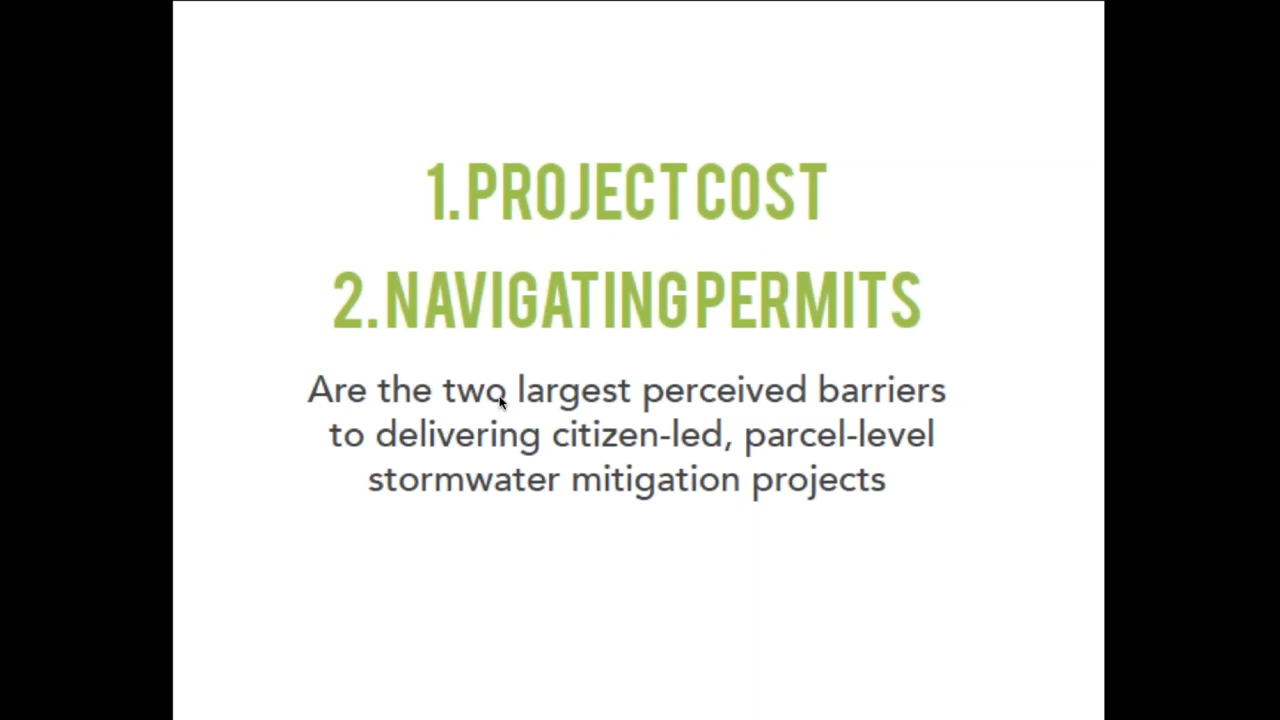 1. PROJECT COST
2. NAVIGATING PERMITS
Are the two largest perceived barriers
to delivering citizen-led, parcel-level
stormwater mitigation projects